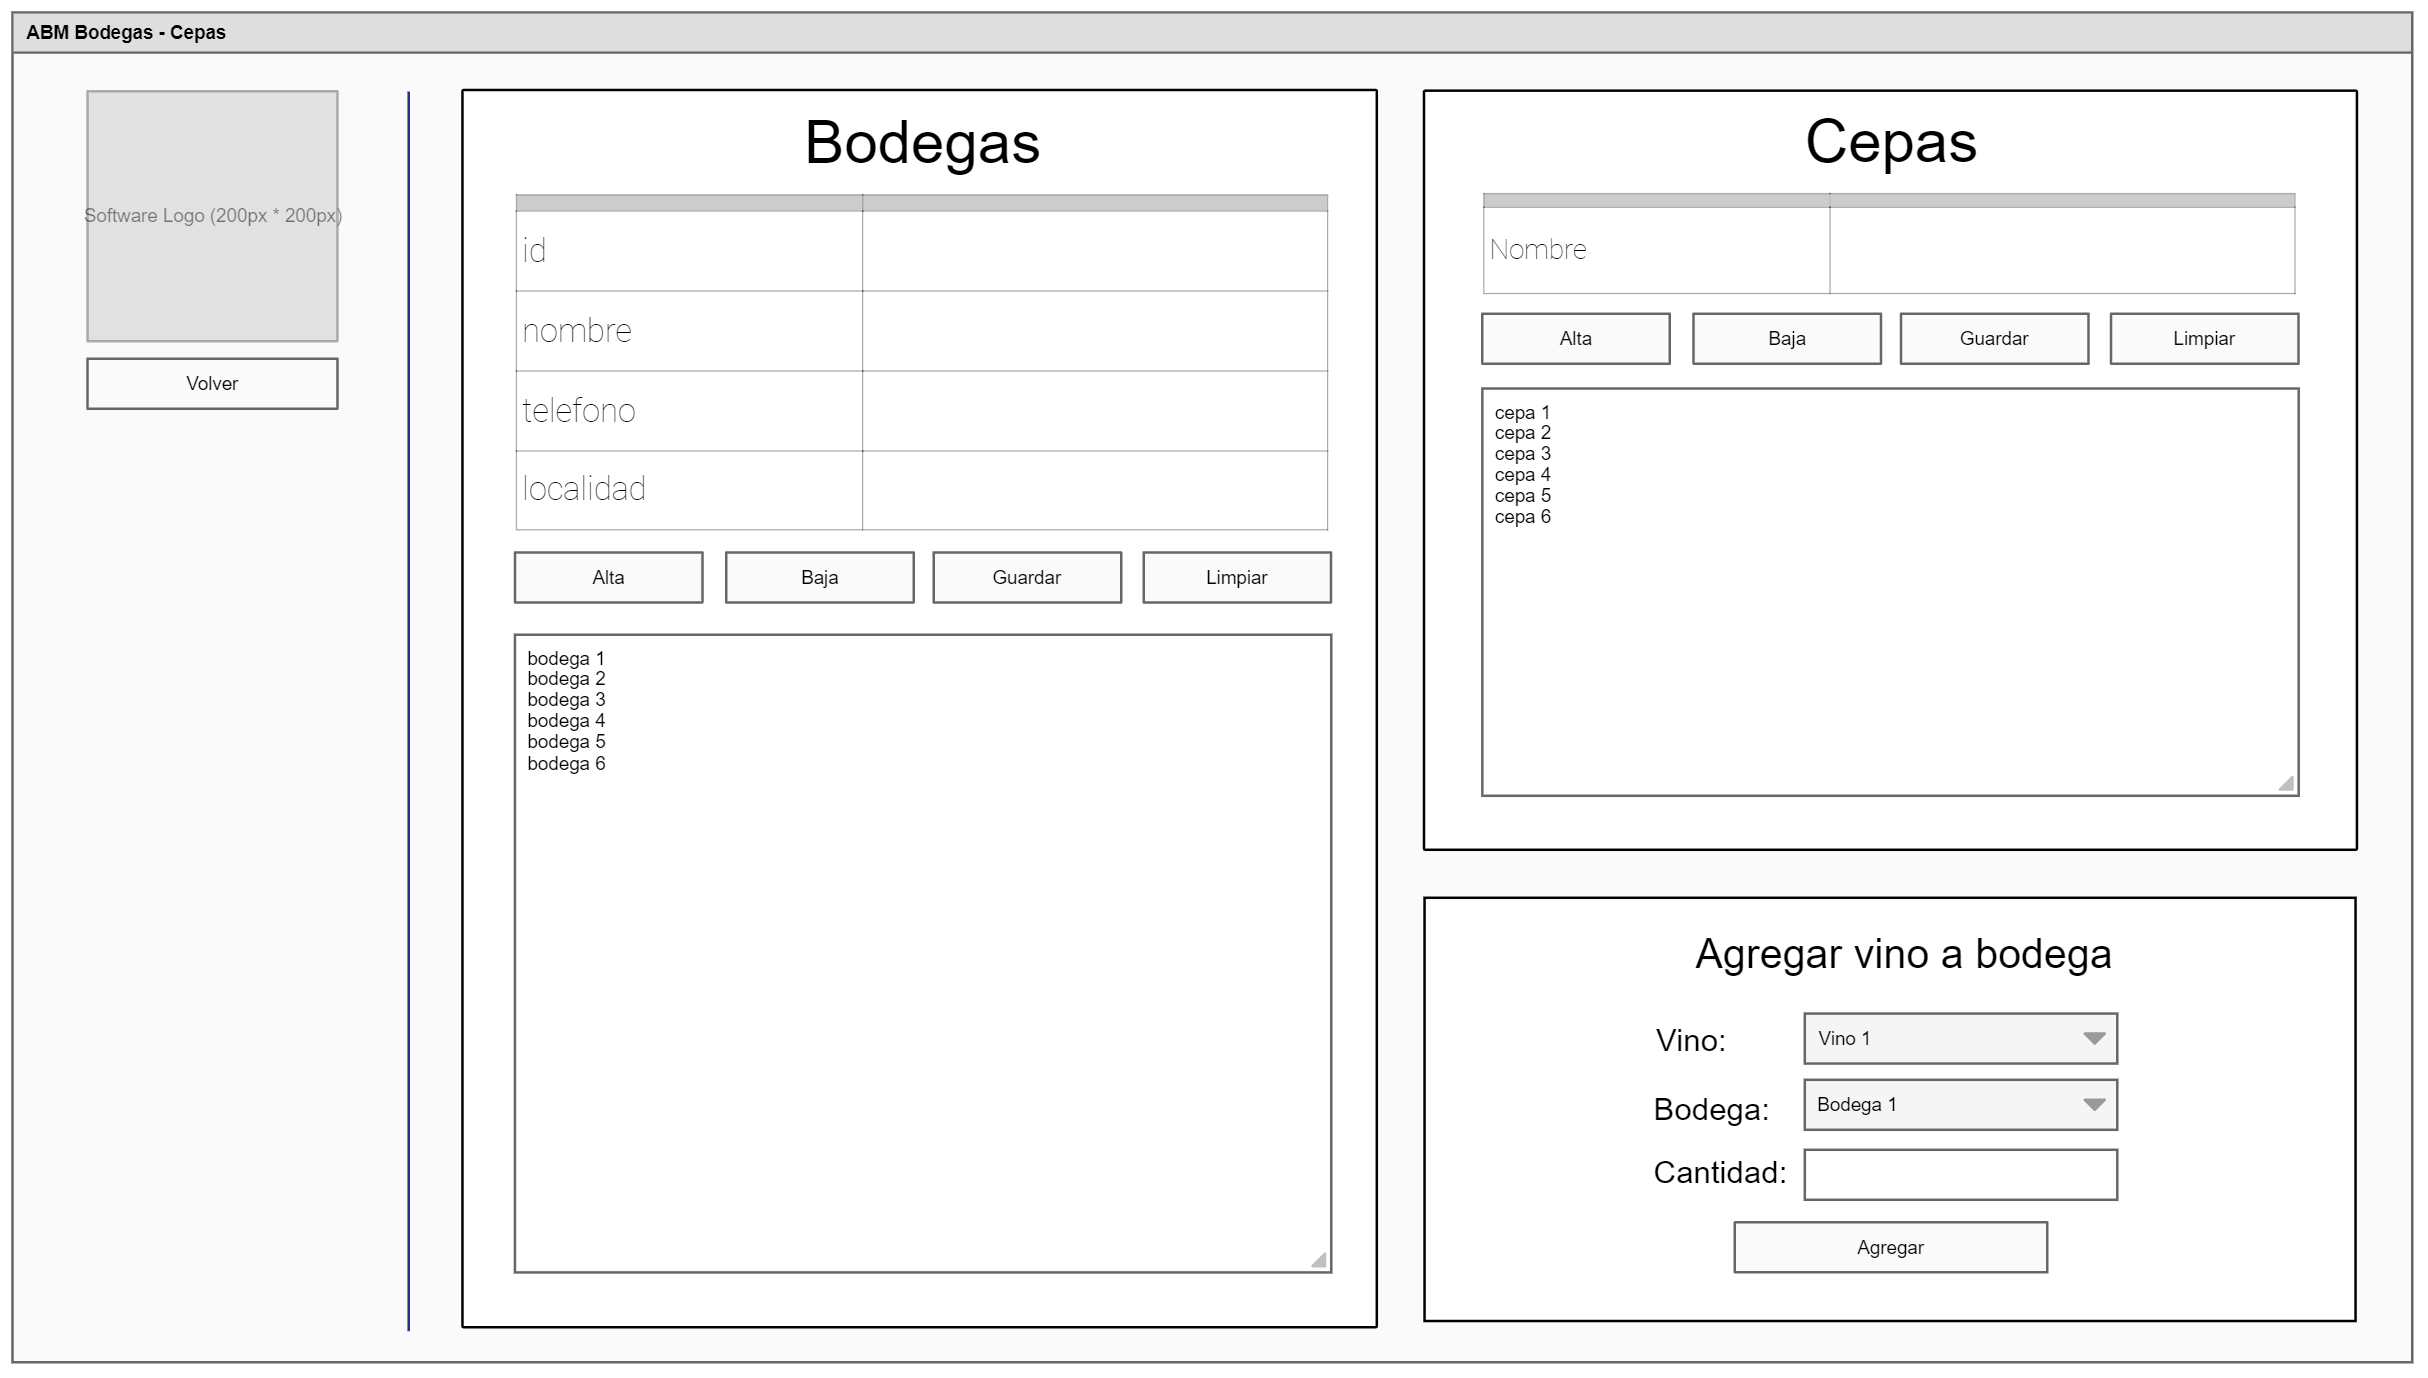 ABM Bodegas - Cepas
Software Logo (200px * 200px)
Volver
Bodegas
id
nombre
telefono
localidad
Alta
Baja
Guardar
Limpiar
bodega 1
bodega 2
bodega 3
bodega 4
bodega 5
bodega 6
Cepas
Nombre
Alta
Baja
Guardar
Limpiar
cepa 1
cepa 2
cepa 3
cepa 4
cepa 5
cepa 6
Agregar vino a bodega
Vino:
Vino 1
Bodega:
Bodega 1
Cantidad:
Agregar